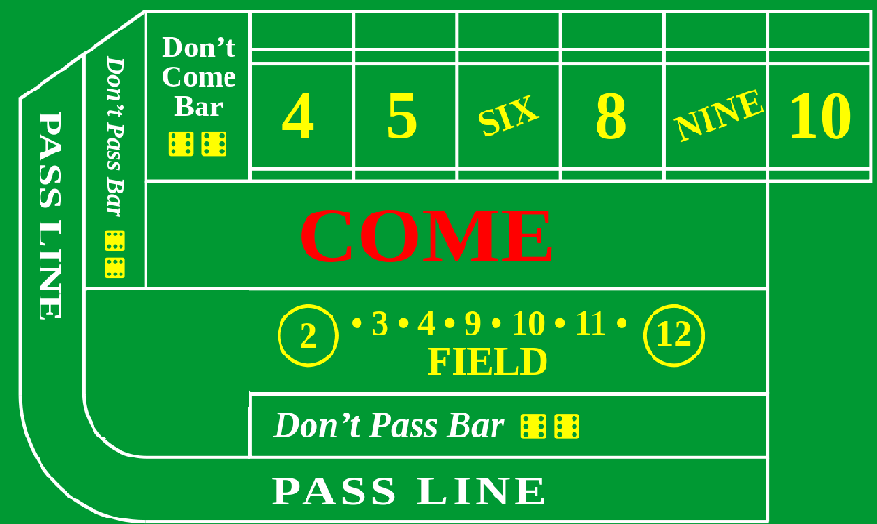 Don’t
Come
Bar
4 5 SIX 8 NINE 10
Don’t Pass Bar
PASS LINE
COME
2 • 3 • 4 • 9 • 10 • 11 • 12
FIELD
Don’t Pass Bar
PASS LINE